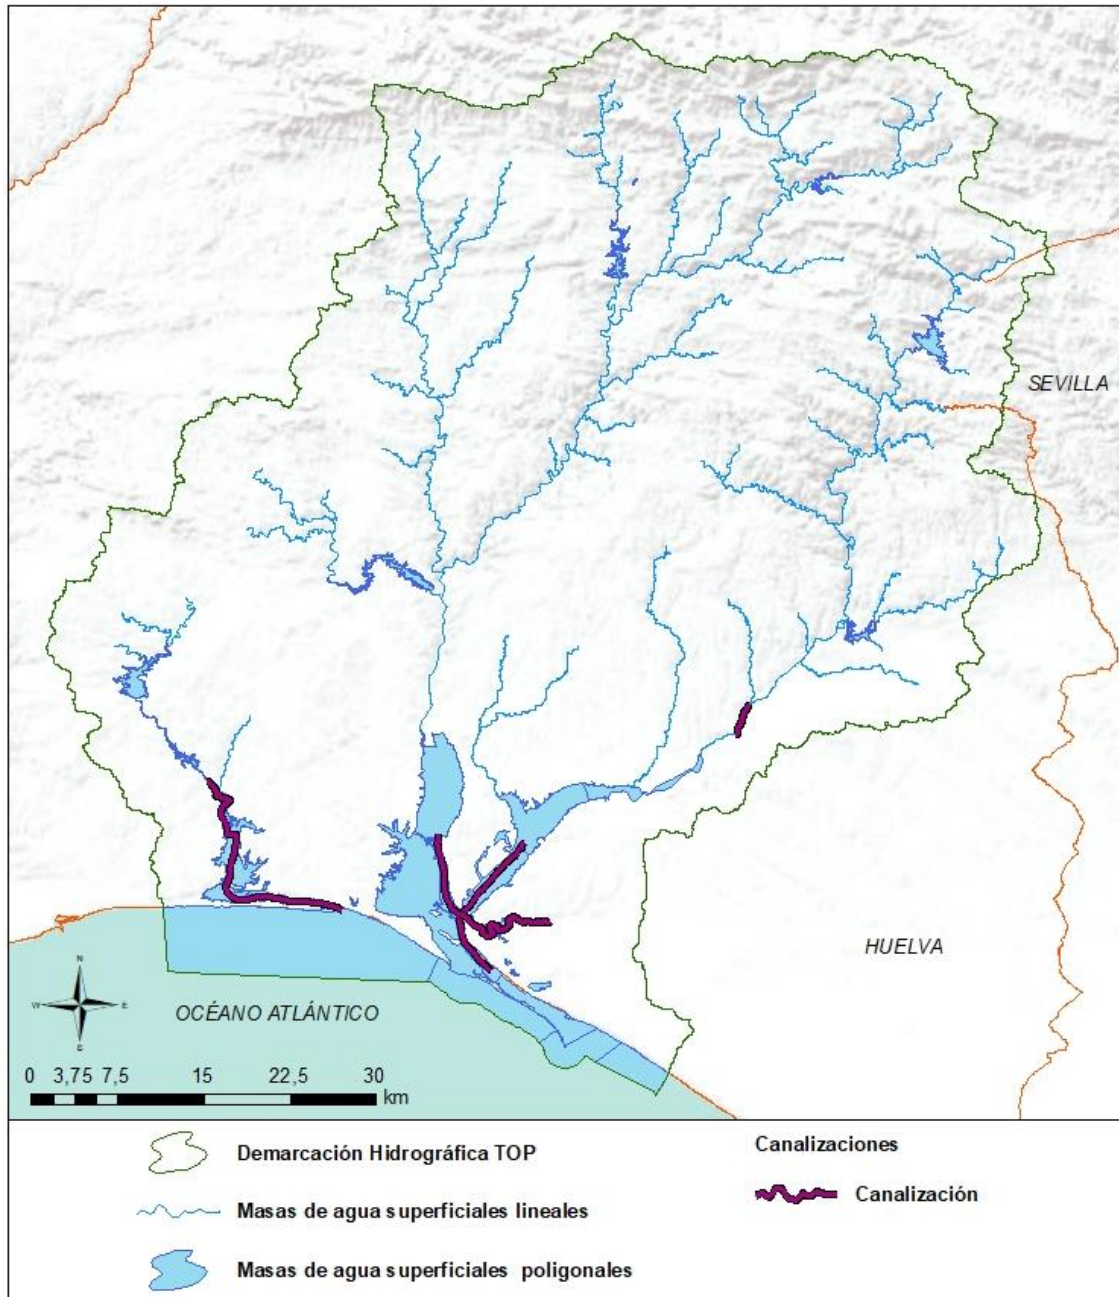 SEVILLA
HUELVA
OCÉANO ATLÁNTICO
N
W E
S
0 3,75 7,5 15 22,5 30
km
Demarcación Hidrográfica TOP
Masas de agua superficiales lineales
Masas de agua superficiales poligonales
Canalizaciones
Canalización